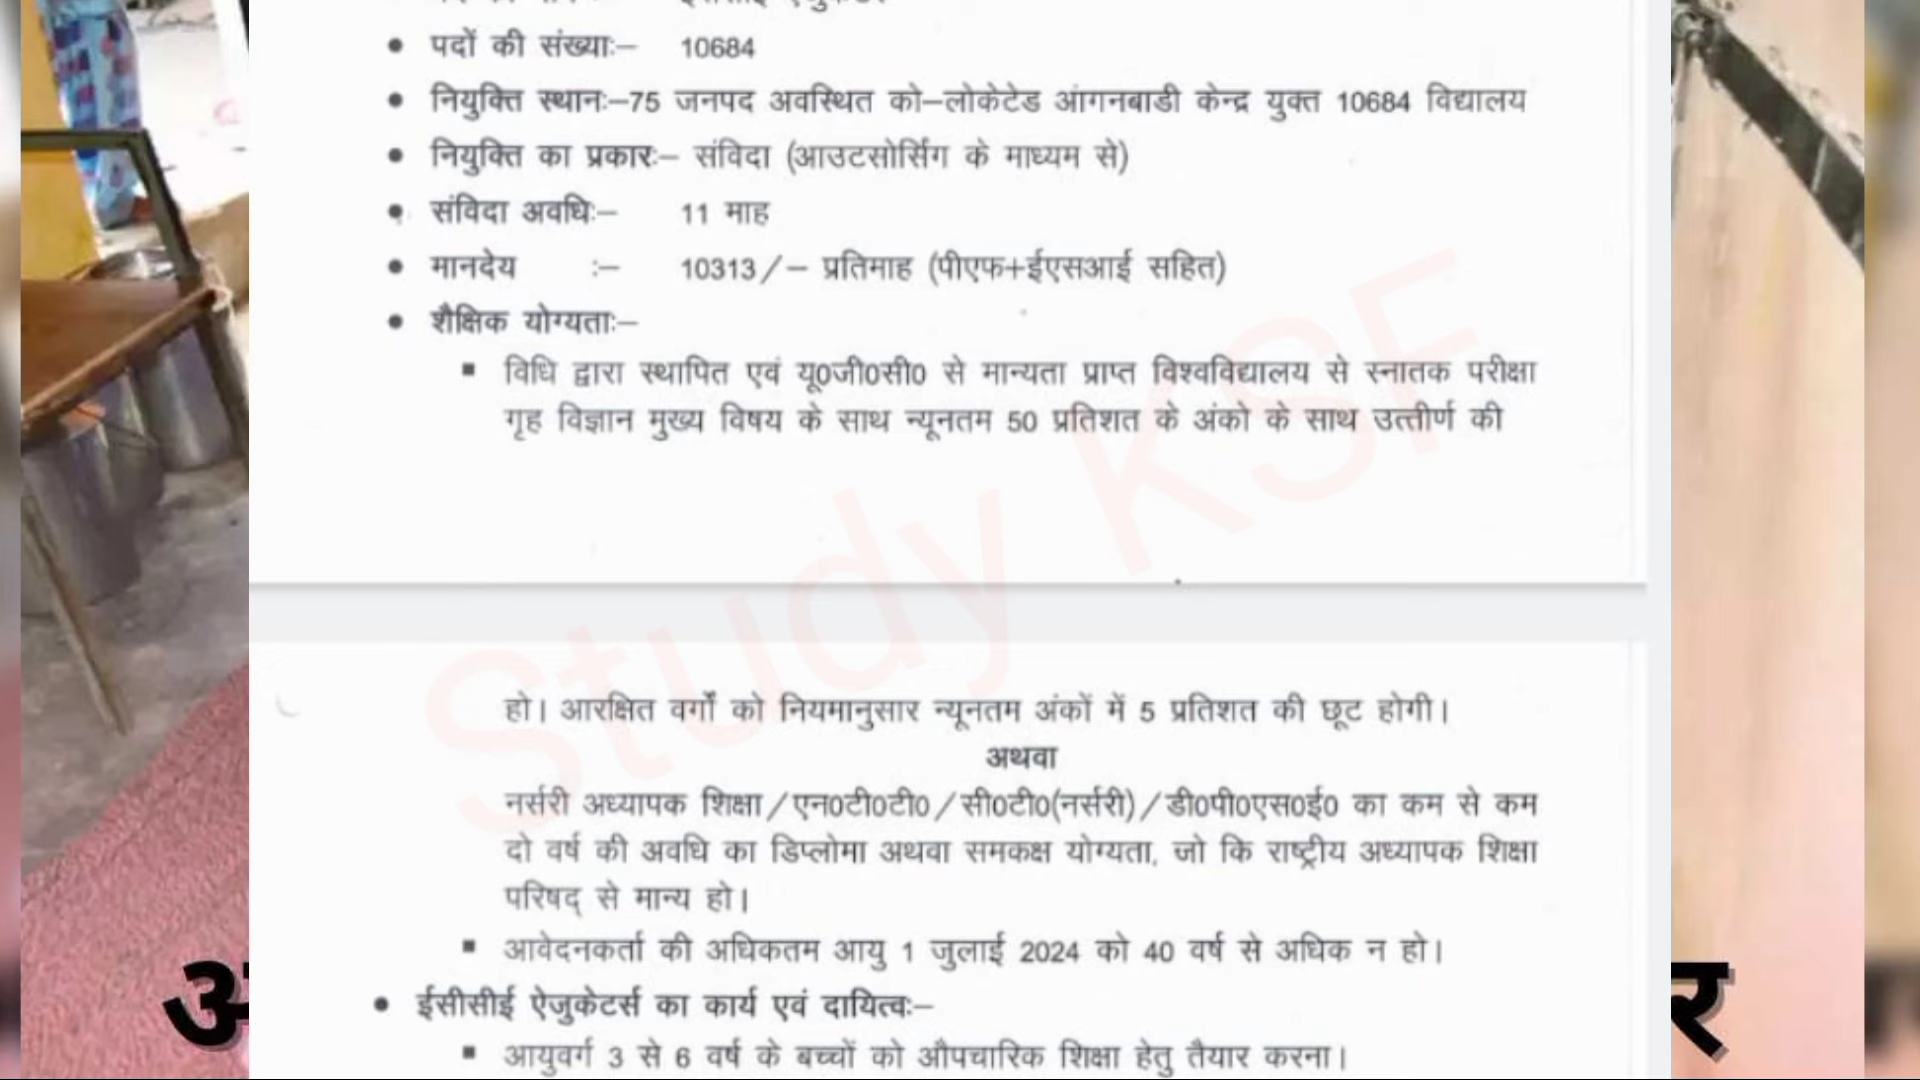 • पदों की संख्याः– 10684
• नियुक्ति स्थानः–75 जनपद अवस्थित को–लोकेटेड आंगनबाडी केन्द्र युक्त 10684 विद्यालय
• नियुक्ति का प्रकारः– संविदा (आउटसोर्सिग के माध्यम से)
• संविदा अवधिः– 11 माह
• मानदेय :– 10313/– प्रतिमाह (पीएफ+ईएसआई सहित)
• शैक्षिक योग्यताः–
▪ विधि द्वारा स्थापित एवं यू0जी0सी0 से मान्यता प्राप्त विश्वविद्यालय से स्नातक परीक्षा
गृह विज्ञान मुख्य विषय के साथ न्यूनतम 50 प्रतिशत के अंको के साथ उत्तीर्ण की
Study KSF
हो। आरक्षित वर्गों को नियमानुसार न्यूनतम अंकों में 5 प्रतिशत की छूट होगी।
अथवा
नर्सरी अध्यापक शिक्षा/एन0टी0टी0/सी0टी0(नर्सरी)/डी0पी0एस0ई0 का कम से कम
दो वर्ष की अवधि का डिप्लोमा अथवा समकक्ष योग्यता, जो कि राष्ट्रीय अध्यापक शिक्षा
परिषद् से मान्य हो।
▪ आवेदनकर्ता की अधिकतम आयु 1 जुलाई 2024 को 40 वर्ष से अधिक न हो।
• ईसीसीई ऐजुकेटर्स का कार्य एवं दायित्वः–
▪ आयुवर्ग 3 से 6 वर्ष के बच्चों को औपचारिक शिक्षा हेतु तैयार करना।